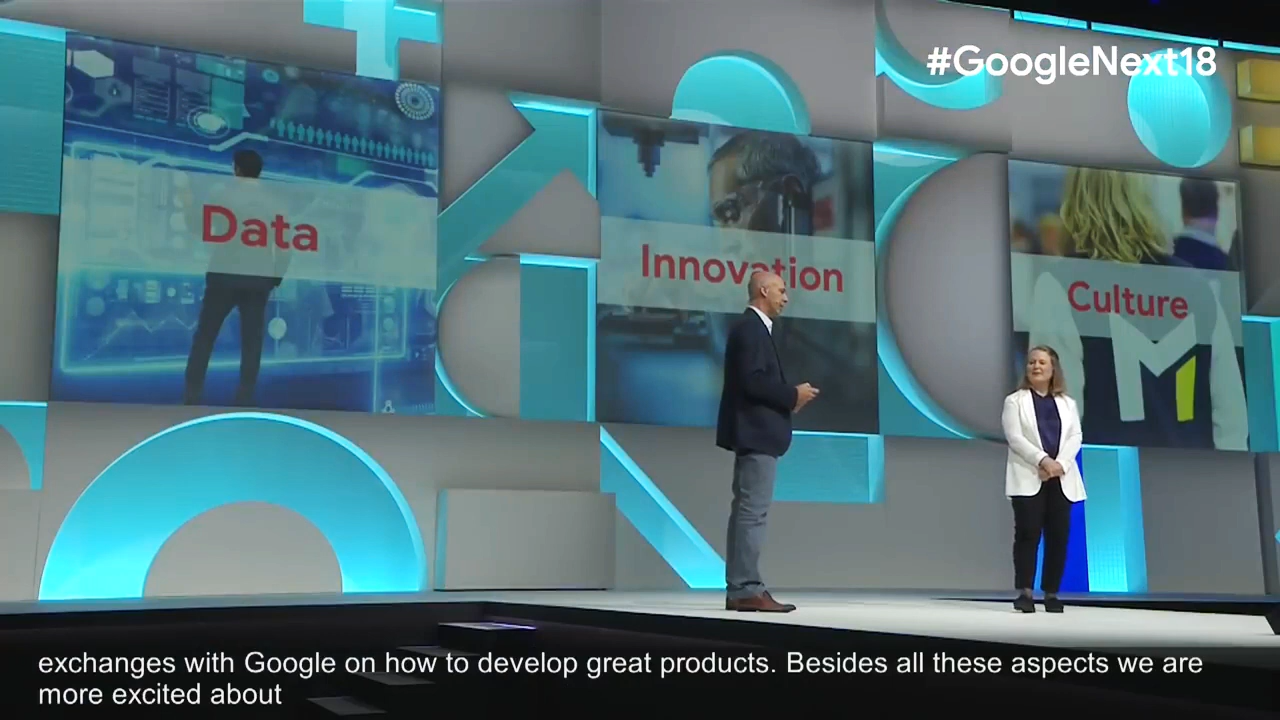 #GoogleNext18
Data
Innovation
Culture
exchanges with Google on how to develop great products. Besides all these aspects we are
more excited about